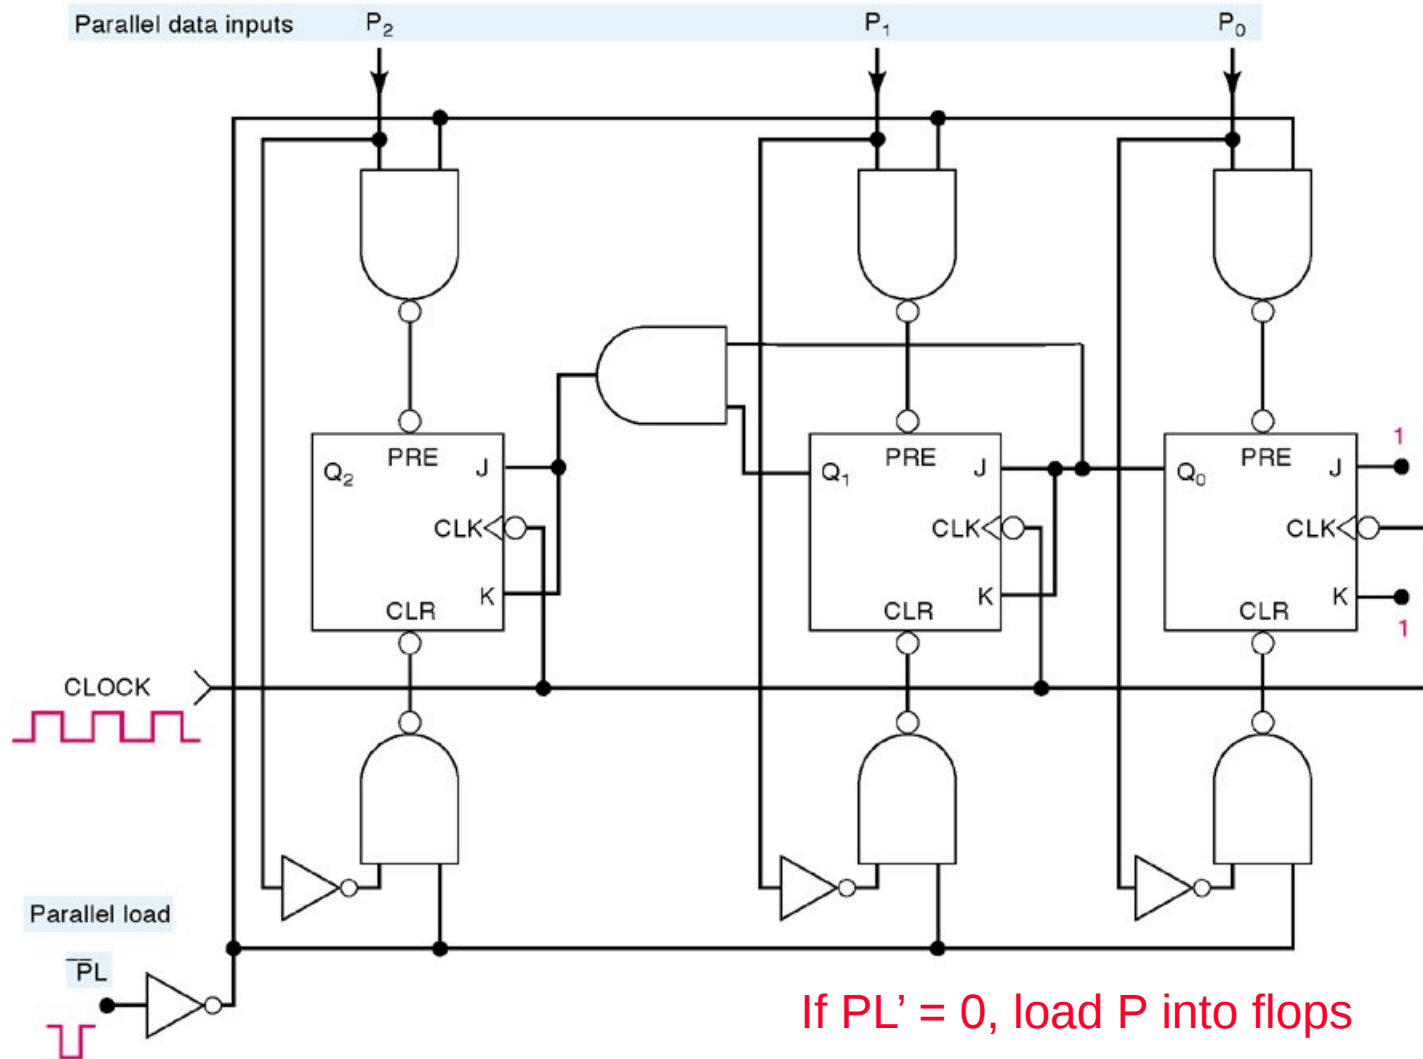 Parallel data inputs P₂ P₁ P₀
PRE PRE PRE
Q₂ J Q₁ J Q₀ J 1
CLK CLK CLK
K K K 1
CLR CLR CLR
CLOCK
Parallel load
P̅L̅
If PL’ = 0, load P into flops